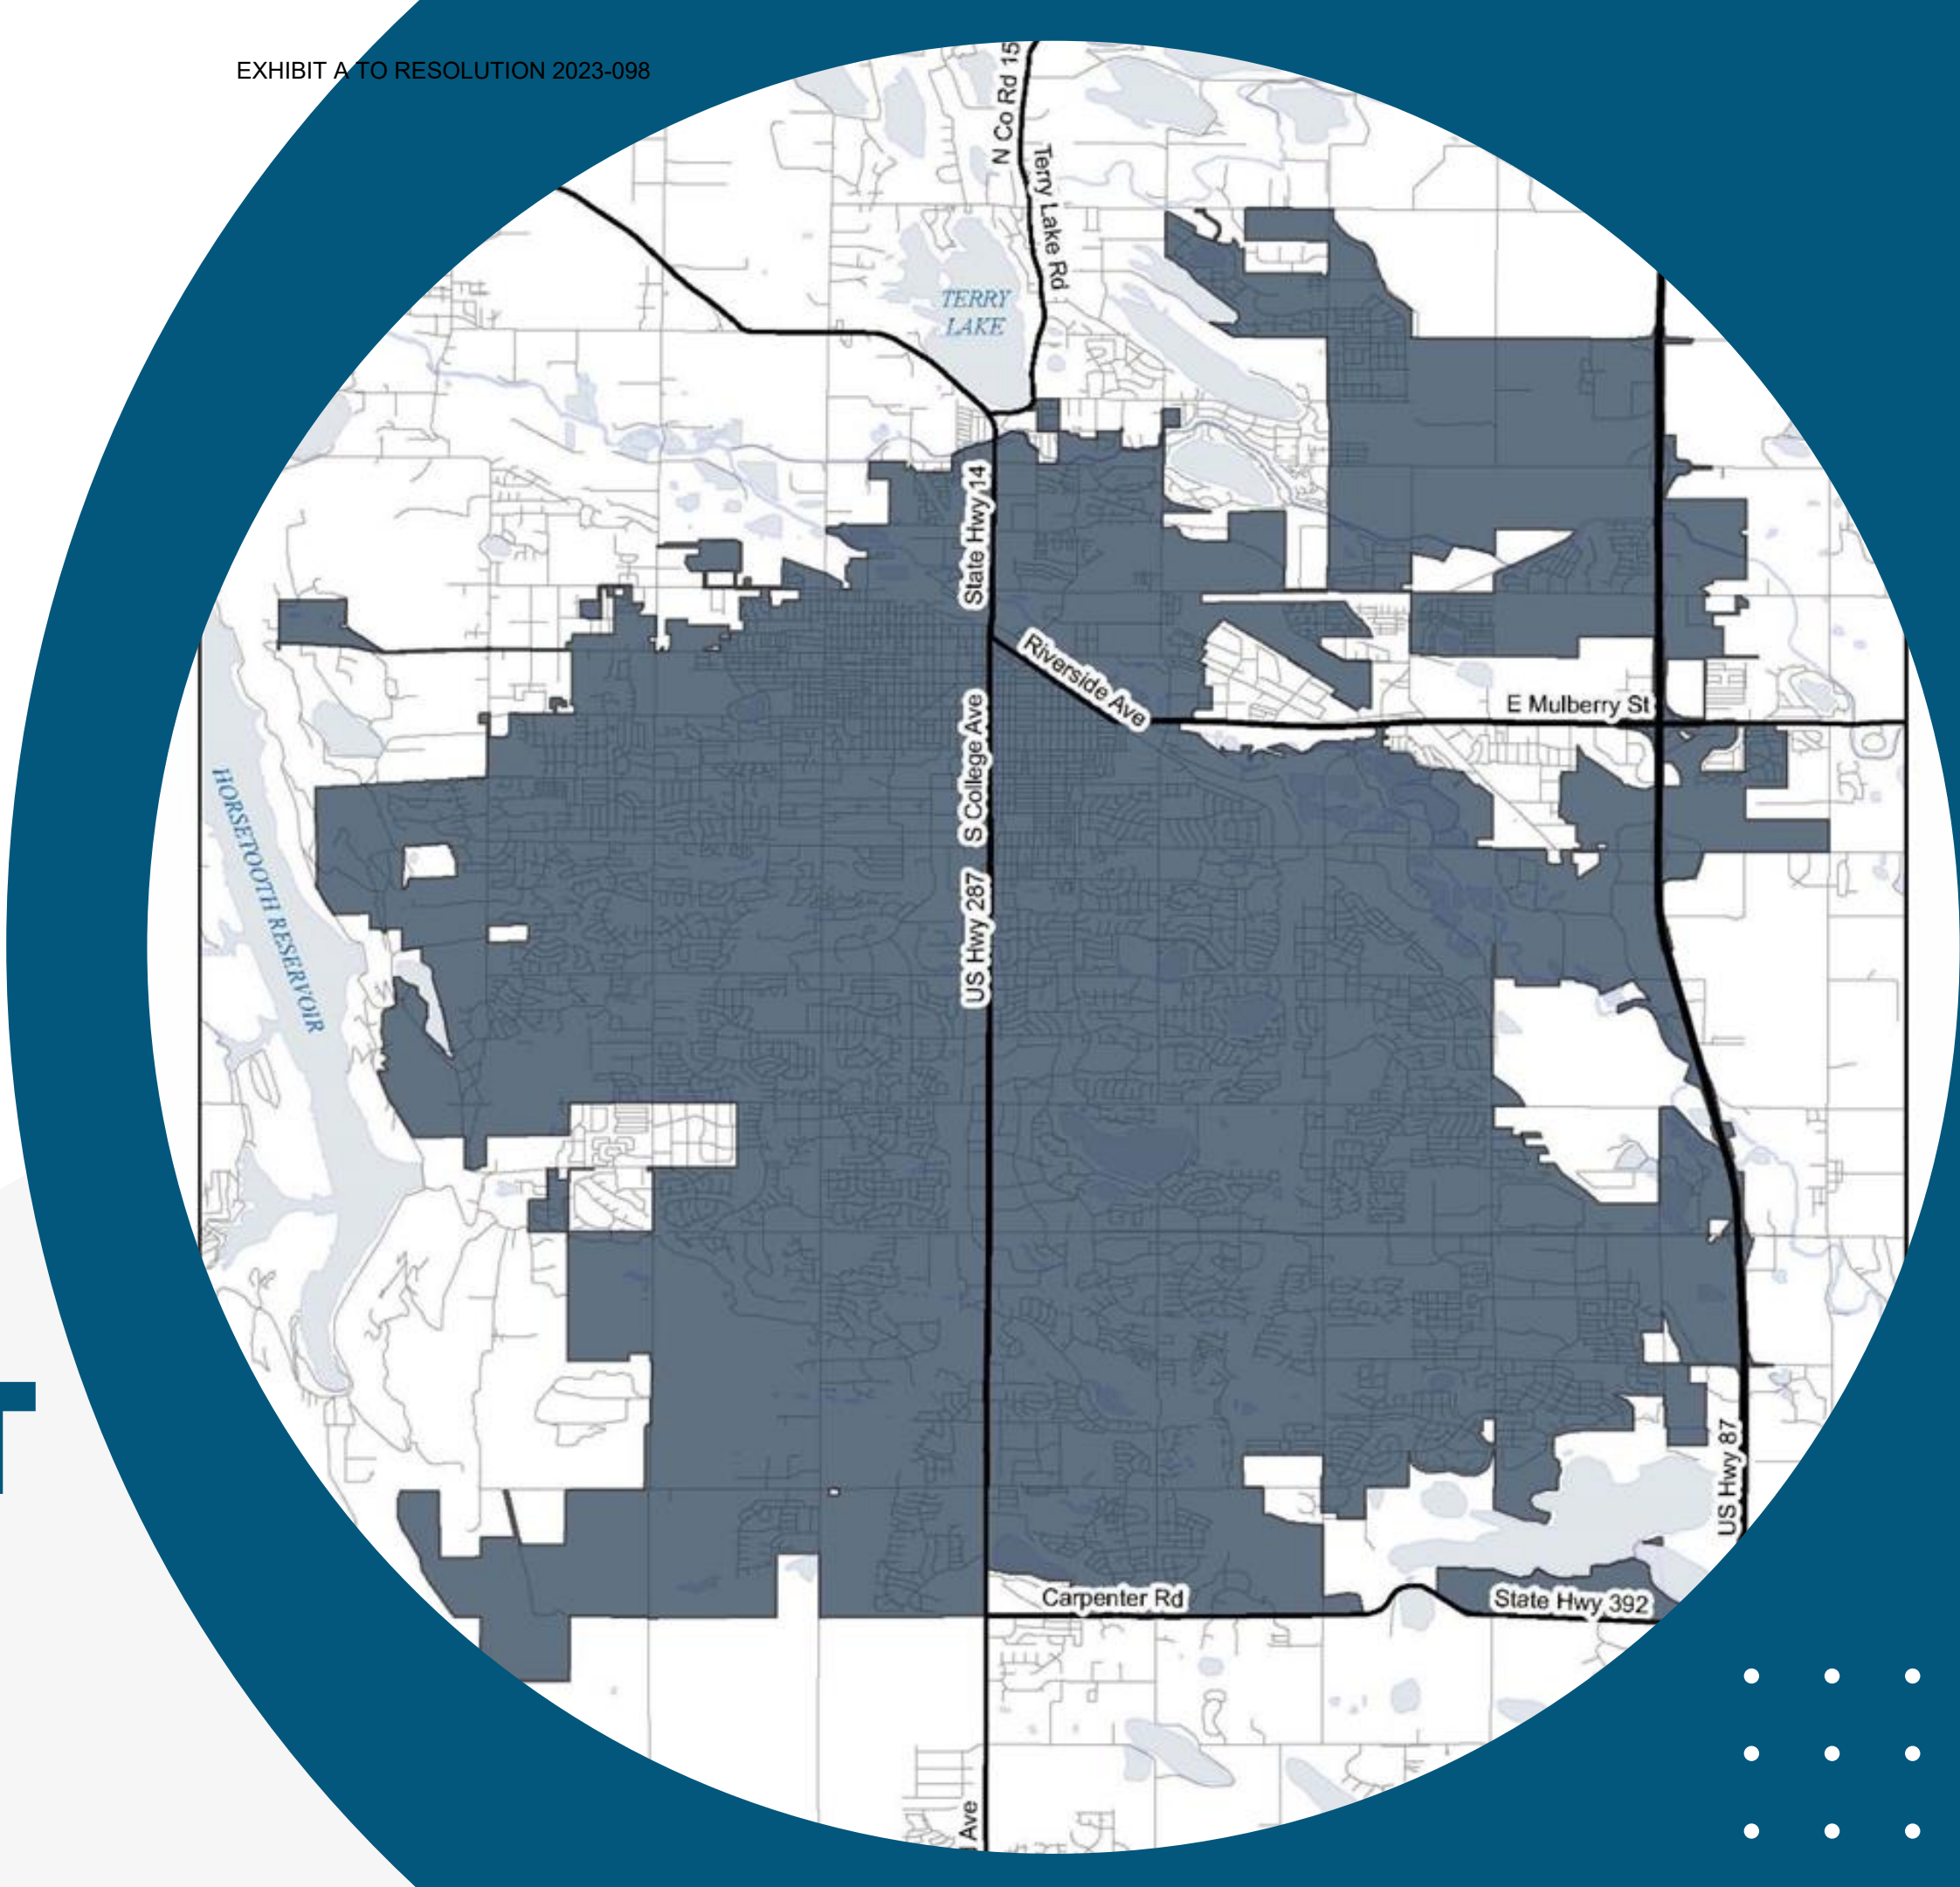 EXHIBIT A TO RESOLUTION 2023-098
N Co Rd 15
Terry Lake Rd
TERRY
LAKE
State Hwy 14
Riverside Ave
E Mulberry St
S College Ave
US Hwy 287
HORSETOOTH RESERVOIR
US Hwy 87
Carpenter Rd
State Hwy 392
Ave
T